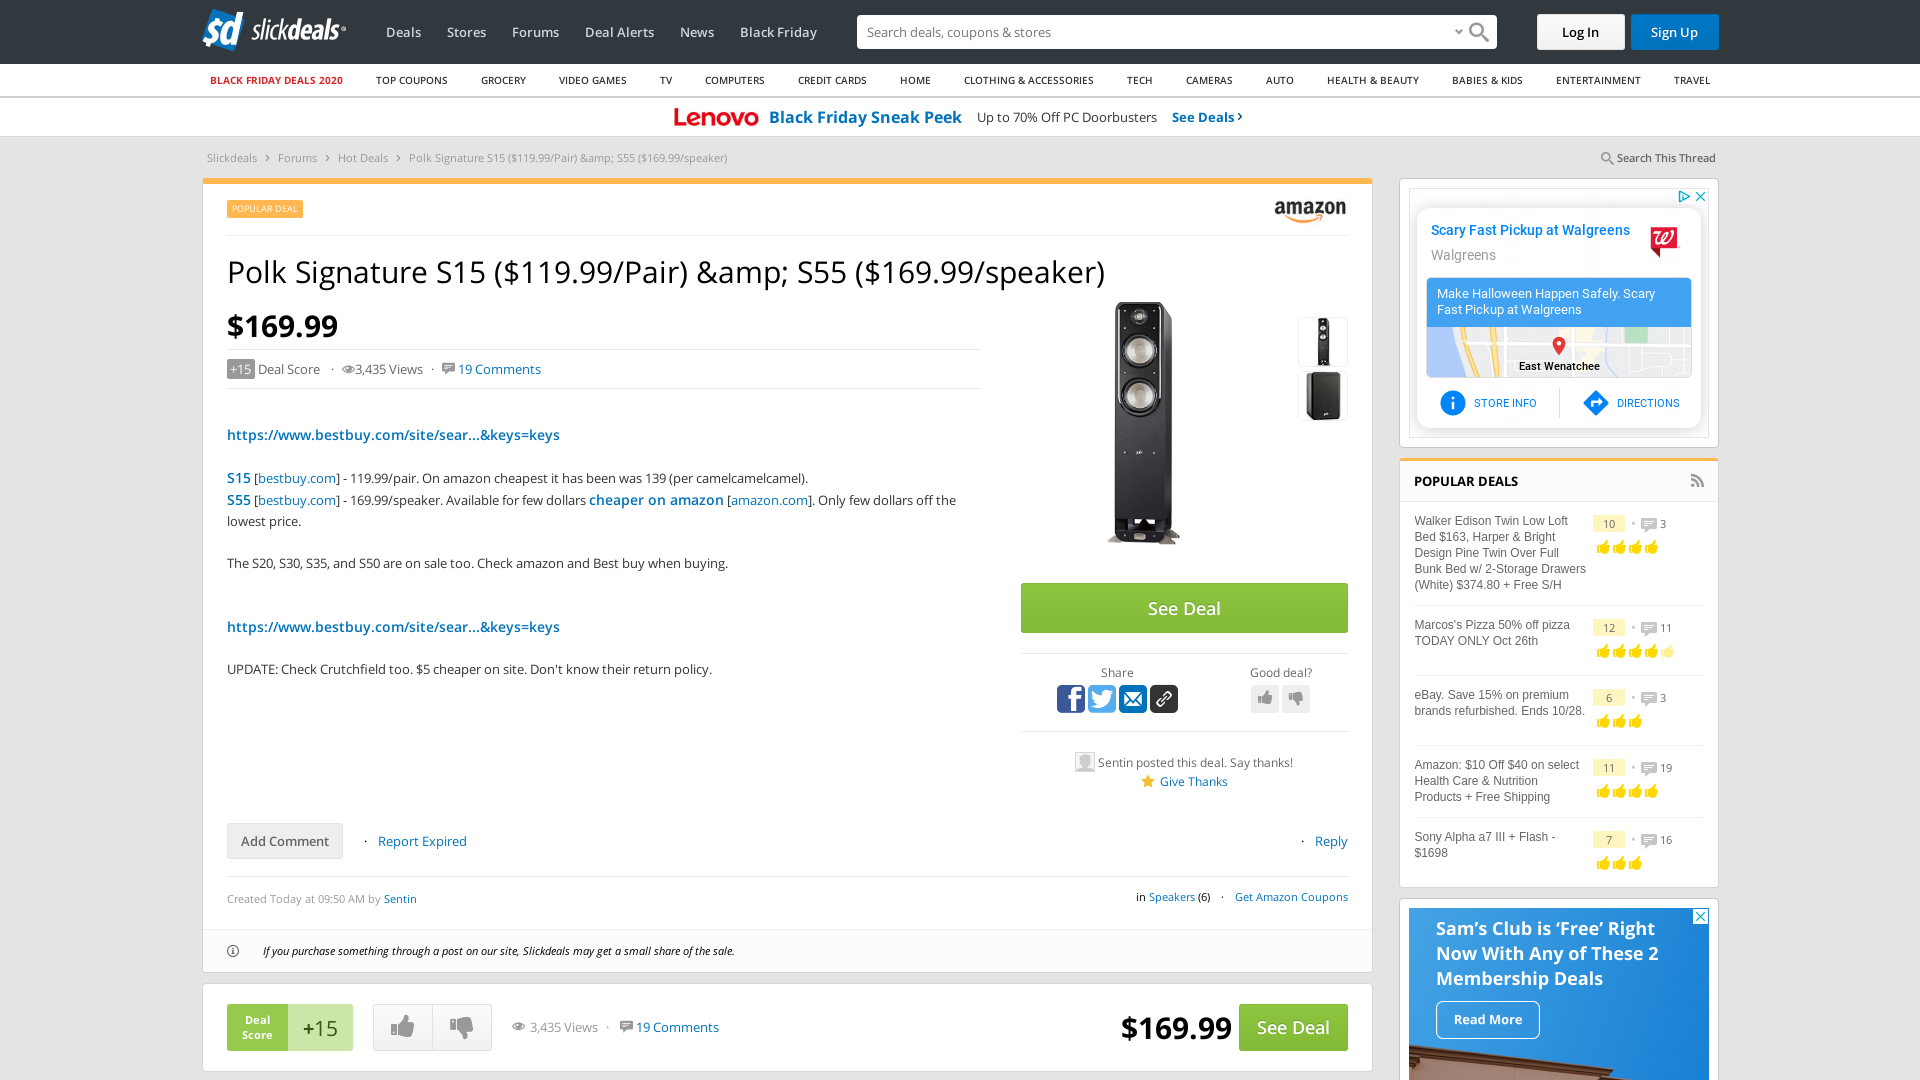 slickdeals
Deals
Stores
Forums
Deal Alerts
News
Black Friday
Search deals, coupons & stores
Log In
Sign Up
BLACK FRIDAY DEALS 2020
TOP COUPONS
GROCERY
VIDEO GAMES
TV
COMPUTERS
CREDIT CARDS
HOME
CLOTHING & ACCESSORIES
TECH
CAMERAS
AUTO
HEALTH & BEAUTY
BABIES & KIDS
ENTERTAINMENT
TRAVEL
Lenovo Black Friday Sneak Peek Up to 70% Off PC Doorbusters See Deals ›
Slickdeals › Forums › Hot Deals › Polk Signature S15 ($119.99/Pair) &amp; S55 ($169.99/speaker)
Search This Thread
POPULAR DEAL
amazon
Polk Signature S15 ($119.99/Pair) &amp; S55 ($169.99/speaker)
$169.99
+15 Deal Score · 3,435 Views · 19 Comments
https://www.bestbuy.com/site/sear...&keys=keys
S15 [bestbuy.com] - 119.99/pair. On amazon cheapest it has been was 139 (per camelcamelcamel).
S55 [bestbuy.com] - 169.99/speaker. Available for few dollars cheaper on amazon [amazon.com]. Only few dollars off the
lowest price.
The S20, S30, S35, and S50 are on sale too. Check amazon and Best buy when buying.
https://www.bestbuy.com/site/sear...&keys=keys
UPDATE: Check Crutchfield too. $5 cheaper on site. Don't know their return policy.
See Deal
Share
Good deal?
Sentin posted this deal. Say thanks!
Give Thanks
Add Comment
· Report Expired
· Reply
Created Today at 09:50 AM by Sentin
in Speakers (6) · Get Amazon Coupons
If you purchase something through a post on our site, Slickdeals may get a small share of the sale.
Deal
Score
+15
3,435 Views · 19 Comments
$169.99
See Deal
Scary Fast Pickup at Walgreens
Walgreens
Make Halloween Happen Safely. Scary
Fast Pickup at Walgreens
East Wenatchee
STORE INFO
DIRECTIONS
POPULAR DEALS
Walker Edison Twin Low Loft
Bed $163, Harper & Bright
Design Pine Twin Over Full
Bunk Bed w/ 2-Storage Drawers
(White) $374.80 + Free S/H
10 · 3
Marcos's Pizza 50% off pizza
TODAY ONLY Oct 26th
12 · 11
eBay. Save 15% on premium
brands refurbished. Ends 10/28.
6 · 3
Amazon: $10 Off $40 on select
Health Care & Nutrition
Products + Free Shipping
11 · 19
Sony Alpha a7 III + Flash -
$1698
7 · 16
Sam's Club is 'Free' Right
Now With Any of These 2
Membership Deals
Read More